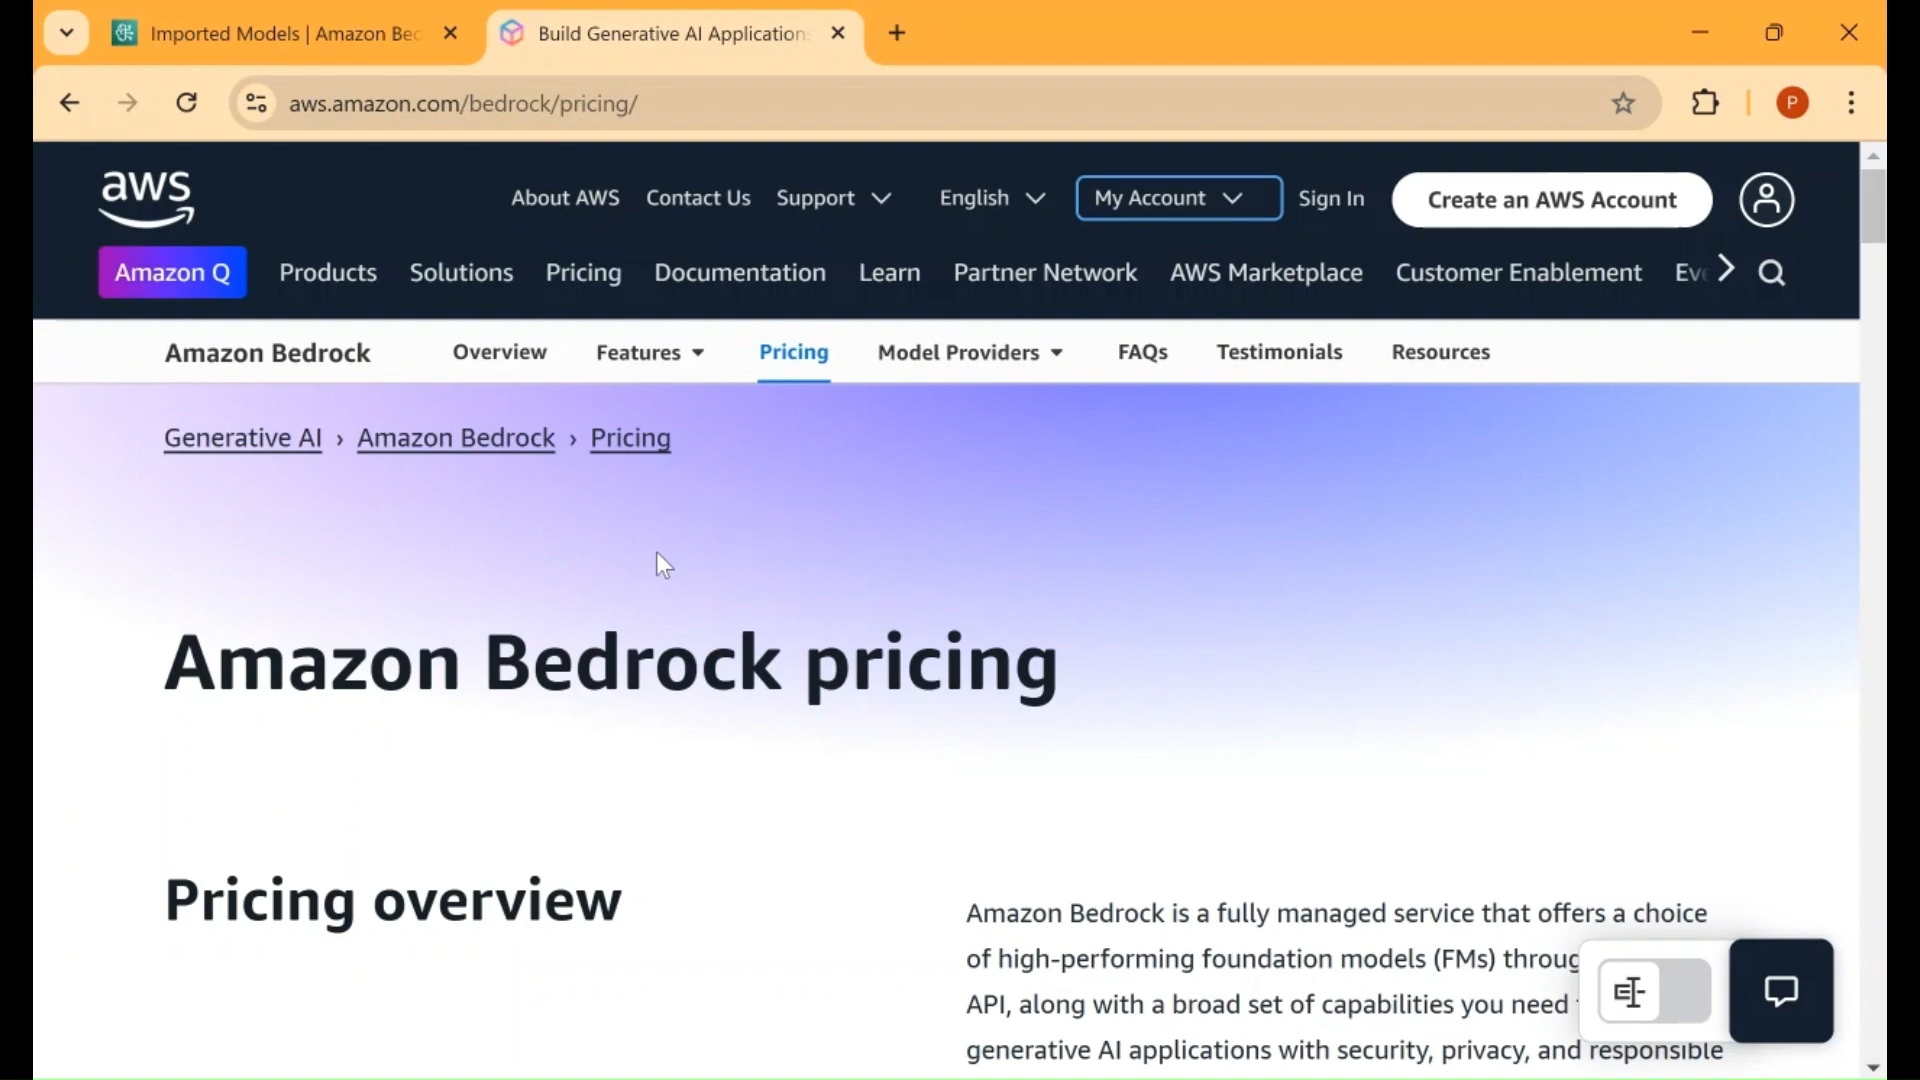 Imported Models | Amazon Bec
Build Generative AI Application
aws.amazon.com/bedrock/pricing/
P
aws
About AWS
Contact Us
Support
English
My Account
Sign In
Create an AWS Account
Amazon Q
Products
Solutions
Pricing
Documentation
Learn
Partner Network
AWS Marketplace
Customer Enablement
Eve
Amazon Bedrock
Overview
Features
Pricing
Model Providers
FAQs
Testimonials
Resources
Generative AI › Amazon Bedrock › Pricing
Amazon Bedrock pricing
Pricing overview
Amazon Bedrock is a fully managed service that offers a choice
of high-performing foundation models (FMs) throug
API, along with a broad set of capabilities you need
generative AI applications with security, privacy, and responsible